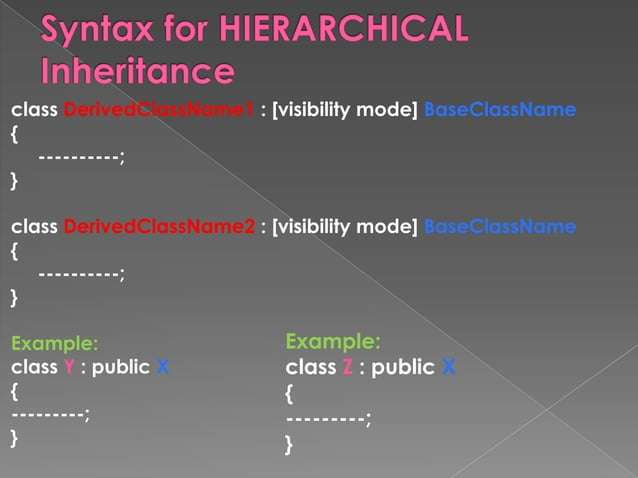 Syntax for HIERARCHICAL
Inheritance
class DerivedClassName1 : [visibility mode] BaseClassName
{
----------;
}
class DerivedClassName2 : [visibility mode] BaseClassName
{
----------;
}
Example:
class Y : public X
{
---------;
}
Example:
class Z : public X
{
---------;
}